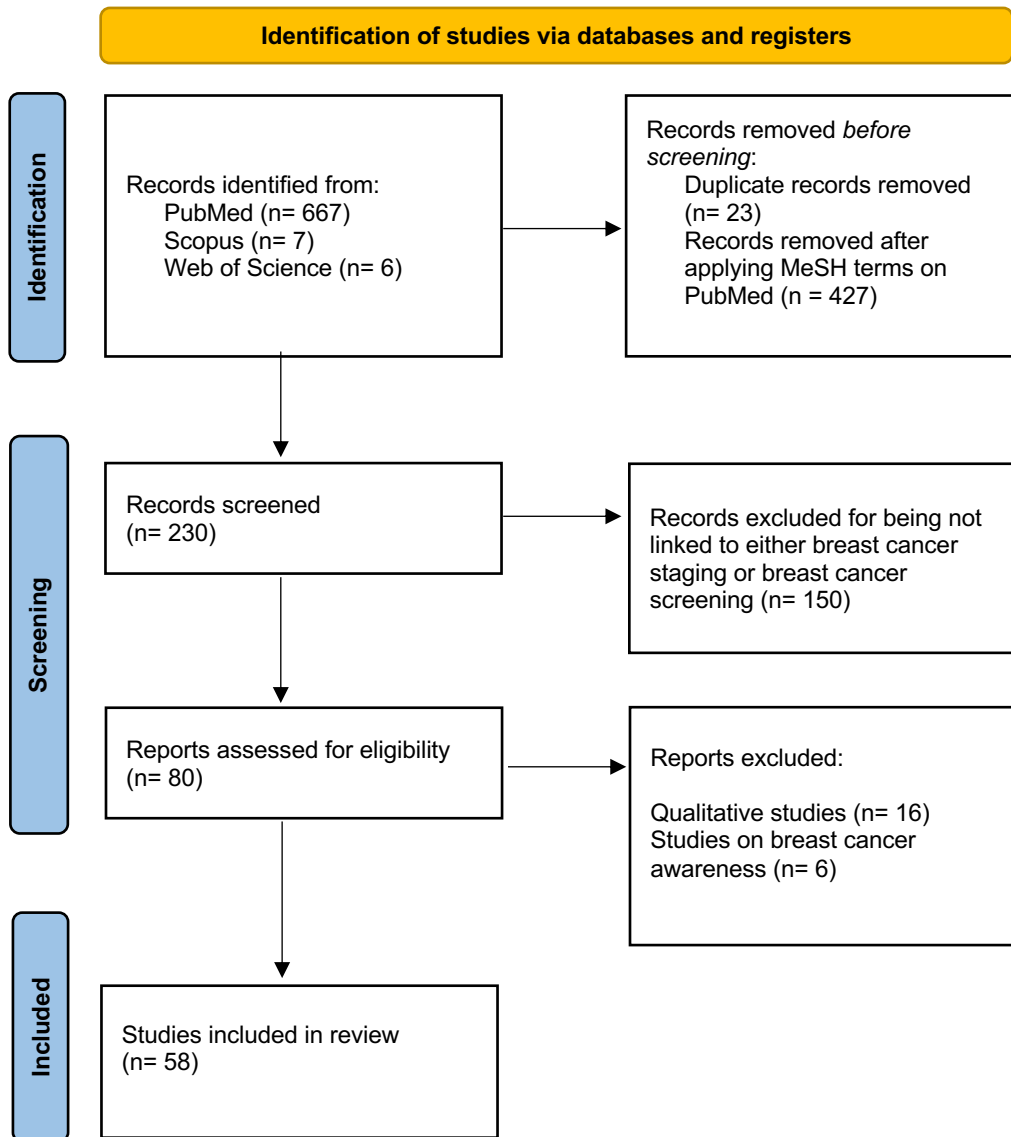 Identification of studies via databases and registers
Identification
Records identified from:
PubMed (n= 667)
Scopus (n= 7)
Web of Science (n= 6)
Records removed before
screening:
Duplicate records removed
(n= 23)
Records removed after
applying MeSH terms on
PubMed (n = 427)
Screening
Records screened
(n= 230)
Records excluded for being not
linked to either breast cancer
staging or breast cancer
screening (n= 150)
Reports assessed for eligibility
(n= 80)
Reports excluded:
Qualitative studies (n= 16)
Studies on breast cancer
awareness (n= 6)
Included
Studies included in review
(n= 58)